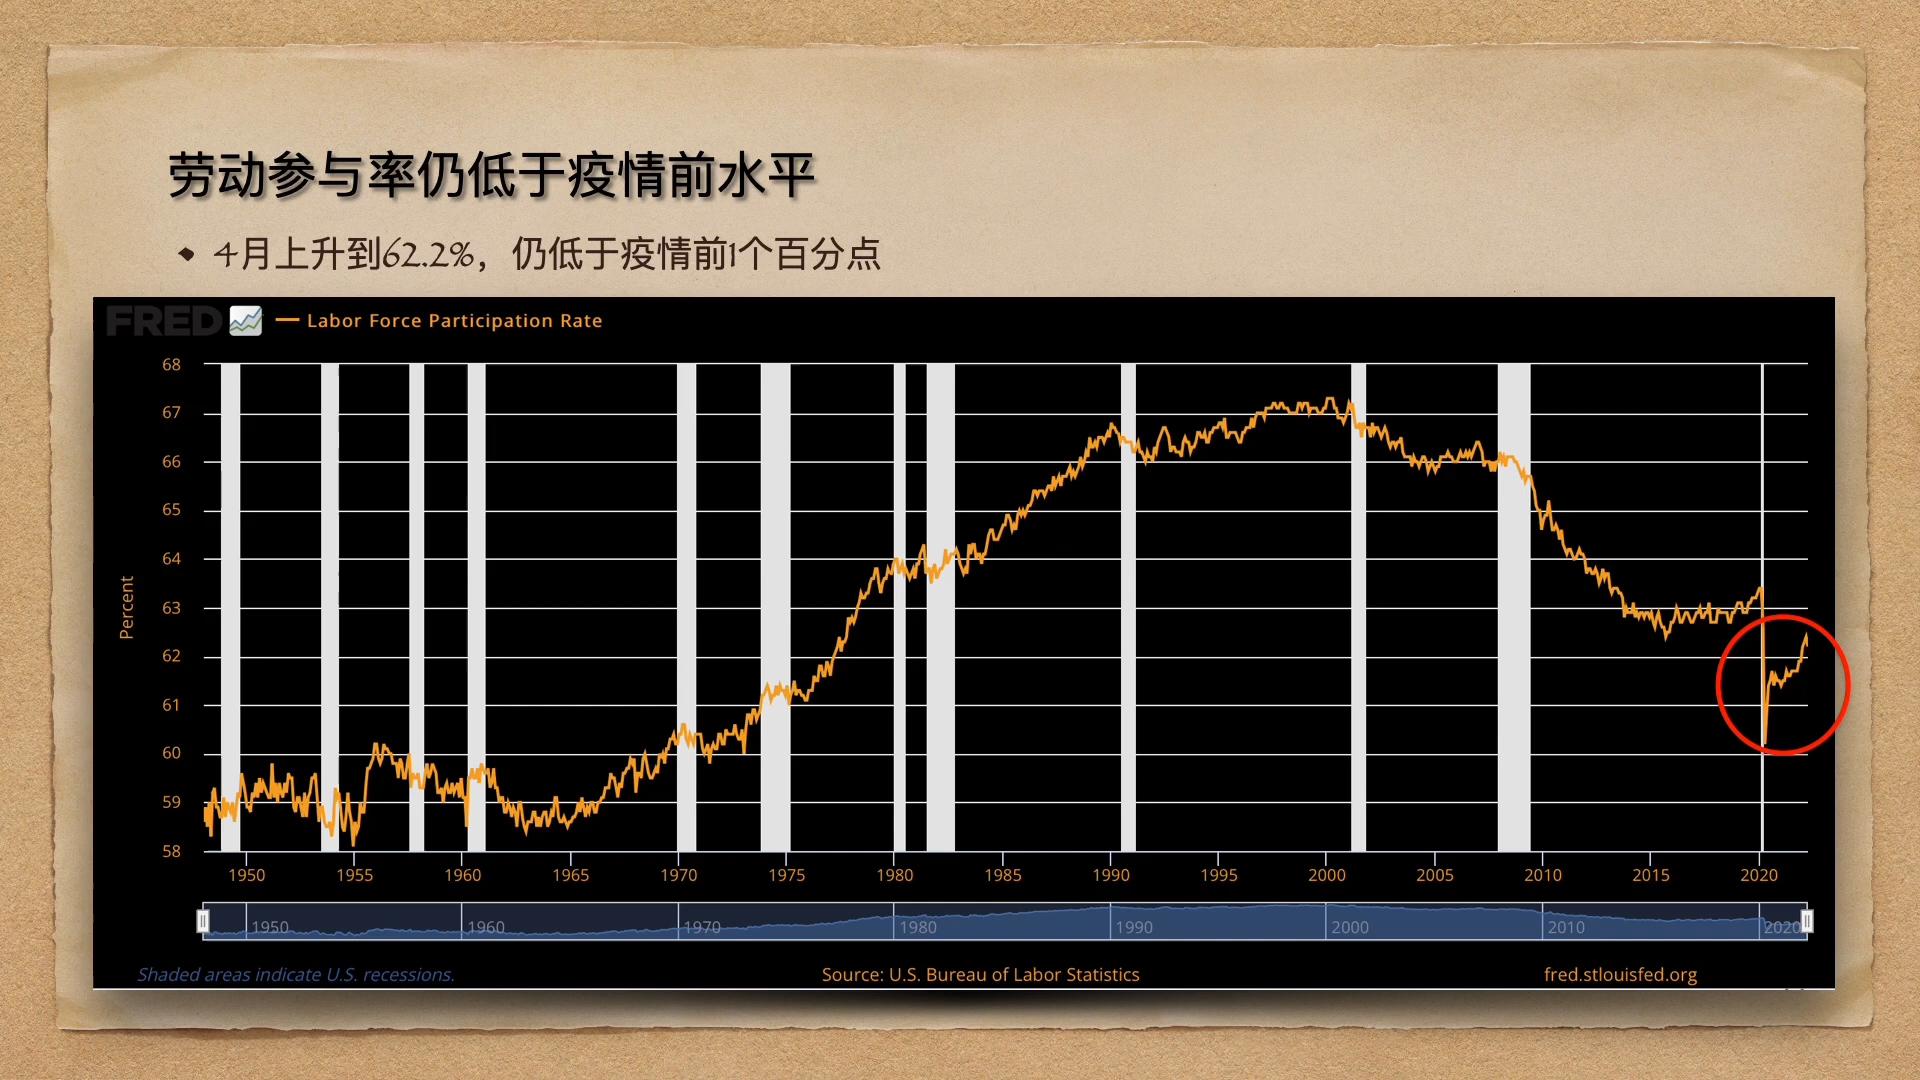 劳动参与率仍低于疫情前水平
4月上升到62.2%，仍低于疫情前1个百分点
FRED
Labor Force Participation Rate
68
67
66
65
64
63
62
61
60
59
58
Percent
1950 1955 1960 1965 1970 1975 1980 1985 1990 1995 2000 2005 2010 2015 2020
1950 1960 1970 1980 1990 2000 2010 2020
Shaded areas indicate U.S. recessions. Source: U.S. Bureau of Labor Statistics fred.stlouisfed.org